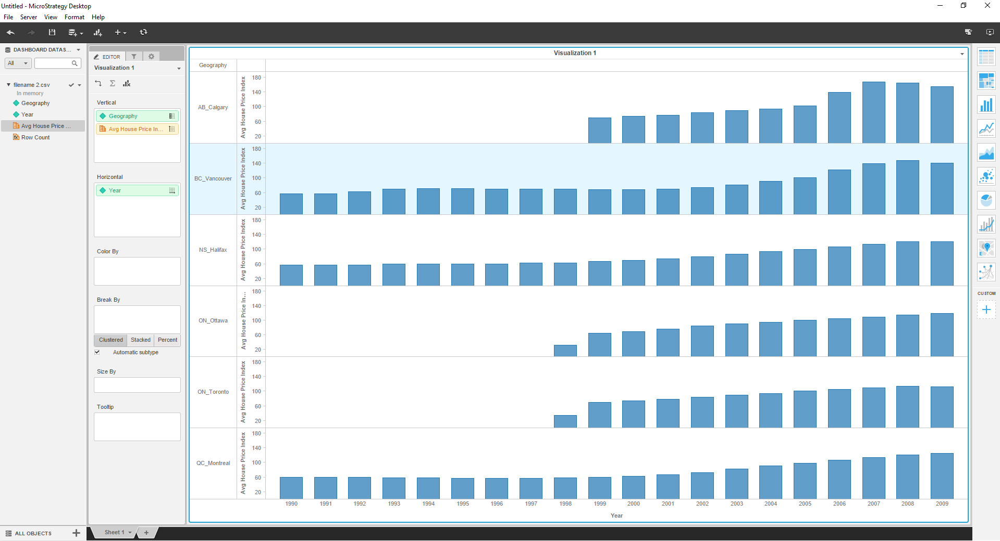 Untitled - MicroStrategy Desktop
File Server View Format Help
DASHBOARD DATAS...
All
filename 2.csv
In memory
Geography
Year
Avg House Price ...
Row Count
ALL OBJECTS
EDITOR
Visualization 1
Vertical
Geography
Avg House Price In...
Horizontal
Year
Color By
Break By
Clustered Stacked Percent
Automatic subtype
Size By
Tooltip
Visualization 1
Geography
AB_Calgary
Avg House Price Index
180
140
100
60
20
BC_Vancouver
Avg House Price Index
180
140
100
60
20
NS_Halifax
Avg House Price Index
180
140
100
60
20
ON_Ottawa
Avg House Price In...
180
140
100
60
20
ON_Toronto
Avg House Price Index
180
140
100
60
20
QC_Montreal
Avg House Price Index
180
140
100
60
20
1990 1991 1992 1993 1994 1995 1996 1997 1998 1999 2000 2001 2002 2003 2004 2005 2006 2007 2008 2009
Year
Sheet 1
E
CUSTOM